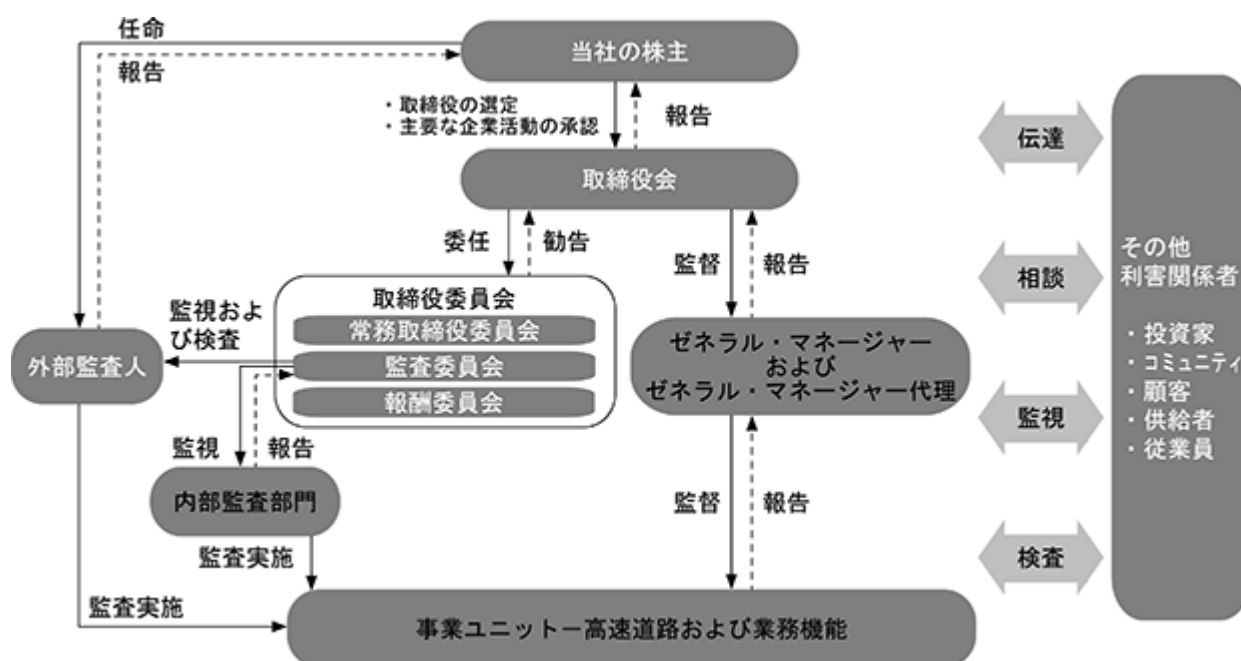 任命
当社の株主
報告
・取締役の選定
・主要な企業活動の承認
報告
伝達
取締役会
委任
勧告
監督
報告
その他
利害関係者
相談
取締役委員会
監視およ
び検査
常務取締役委員会
監査委員会
報酬委員会
外部監査人
ゼネラル・マネージャー
および
ゼネラル・マネージャー代理
・投資家
・コミュニティ
・顧客
・供給者
・従業員
監視
監視
報告
内部監査部門
監督
報告
監査実施
検査
監査実施
事業ユニットー高速道路および業務機能